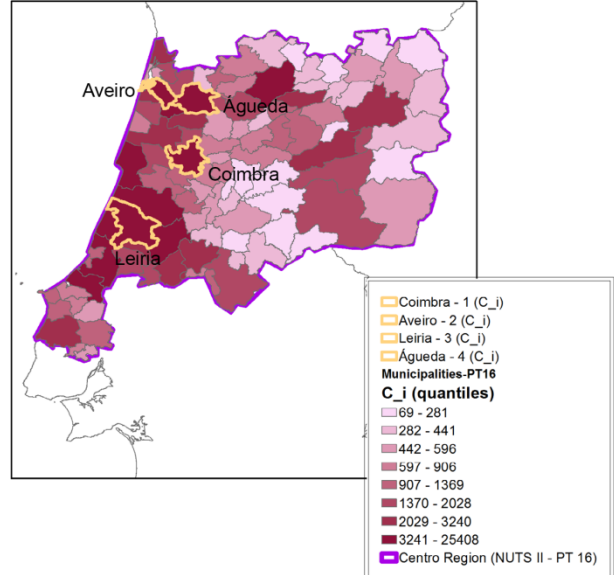 Aveiro
Águeda
Coimbra
Leiria
Coimbra - 1 (C_i)
Aveiro - 2 (C_i)
Leiria - 3 (C_i)
Águeda - 4 (C_i)
Municipalities-PT16
C_i (quantiles)
69 - 281
282 - 441
442 - 596
597 - 906
907 - 1369
1370 - 2028
2029 - 3240
3241 - 25408
Centro Region (NUTS II - PT 16)